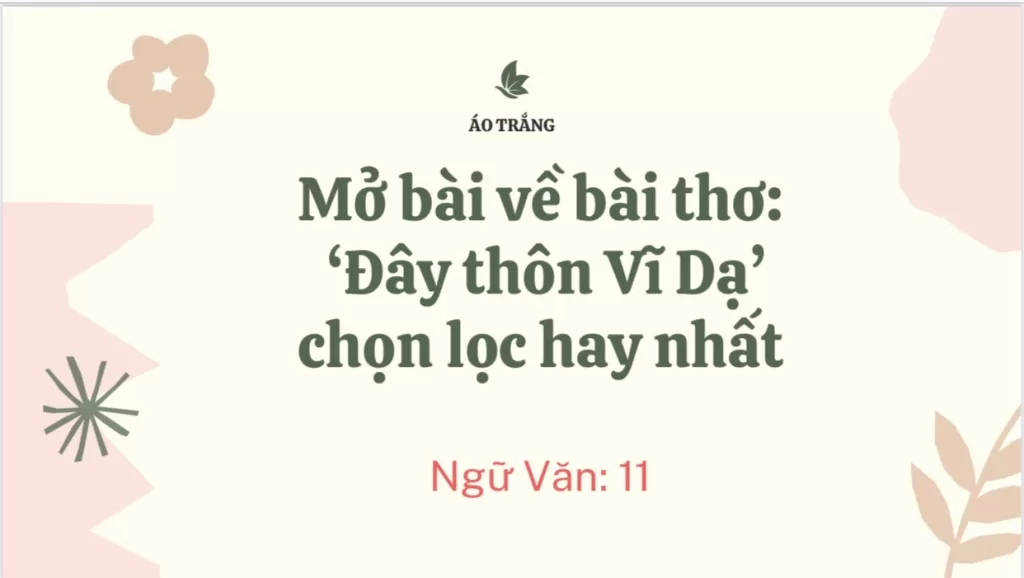 ÁO TRẮNG
Mở bài về bài thơ:
‘Đây thôn Vĩ Dạ’
chọn lọc hay nhất
Ngữ Văn: 11